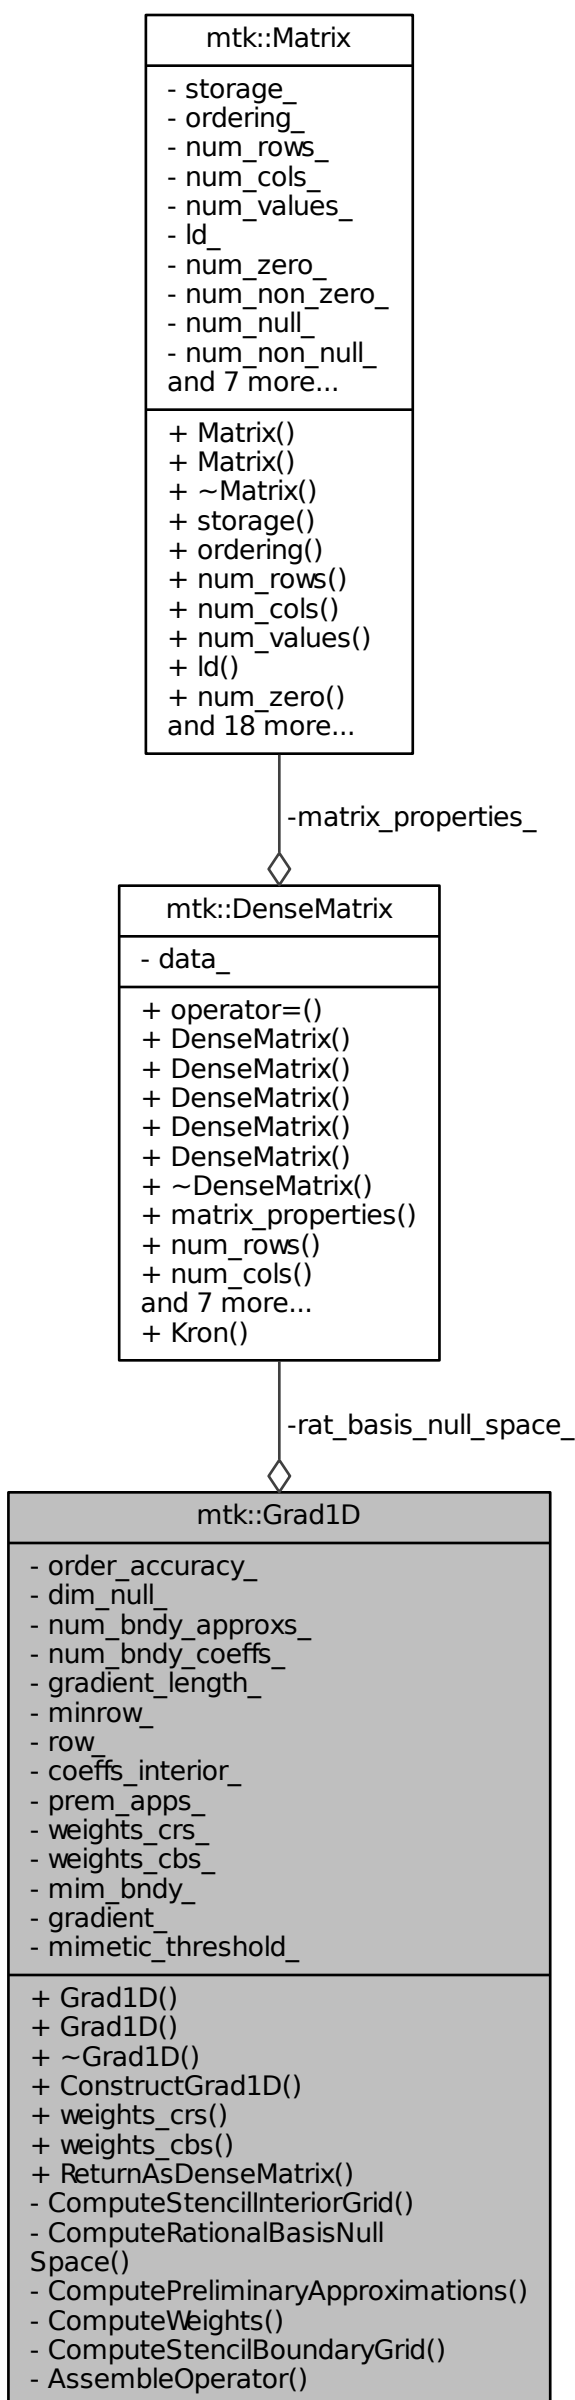 mtk::Matrix
- storage_
- ordering_
- num_rows_
- num_cols_
- num_values_
- ld_
- num_zero_
- num_non_zero_
- num_null_
- num_non_null_
and 7 more...
+ Matrix()
+ Matrix()
+ ~Matrix()
+ storage()
+ ordering()
+ num_rows()
+ num_cols()
+ num_values()
+ ld()
+ num_zero()
and 18 more...
-matrix_properties_
mtk::DenseMatrix
- data_
+ operator=()
+ DenseMatrix()
+ DenseMatrix()
+ DenseMatrix()
+ DenseMatrix()
+ DenseMatrix()
+ ~DenseMatrix()
+ matrix_properties()
+ num_rows()
+ num_cols()
and 7 more...
+ Kron()
-rat_basis_null_space_
mtk::Grad1D
- order_accuracy_
- dim_null_
- num_bndy_approxs_
- num_bndy_coeffs_
- gradient_length_
- minrow_
- row_
- coeffs_interior_
- prem_apps_
- weights_crs_
- weights_cbs_
- mim_bndy_
- gradient_
- mimetic_threshold_
+ Grad1D()
+ Grad1D()
+ ~Grad1D()
+ ConstructGrad1D()
+ weights_crs()
+ weights_cbs()
+ ReturnAsDenseMatrix()
- ComputeStencilInteriorGrid()
- ComputeRationalBasisNull
Space()
- ComputePreliminaryApproximations()
- ComputeWeights()
- ComputeStencilBoundaryGrid()
- AssembleOperator()